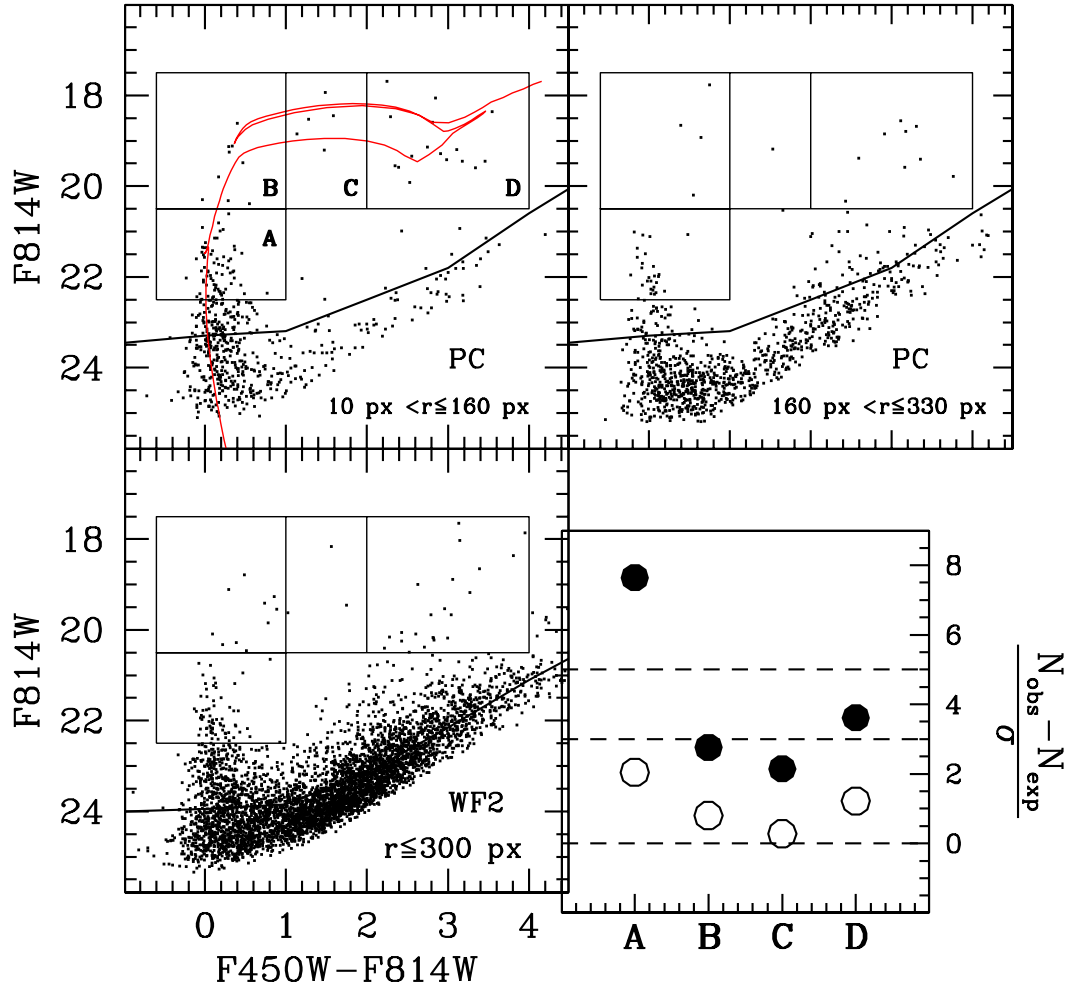 18
20
22
24
F814W
B
C
D
A
PC
10 px <r≦160 px
PC
160 px <r≦330 px
18
20
22
24
F814W
WF2
r≦300 px
0 1 2 3 4
F450W−F814W
8
6
4
2
0
N_obs −N_exp
σ
A B C D